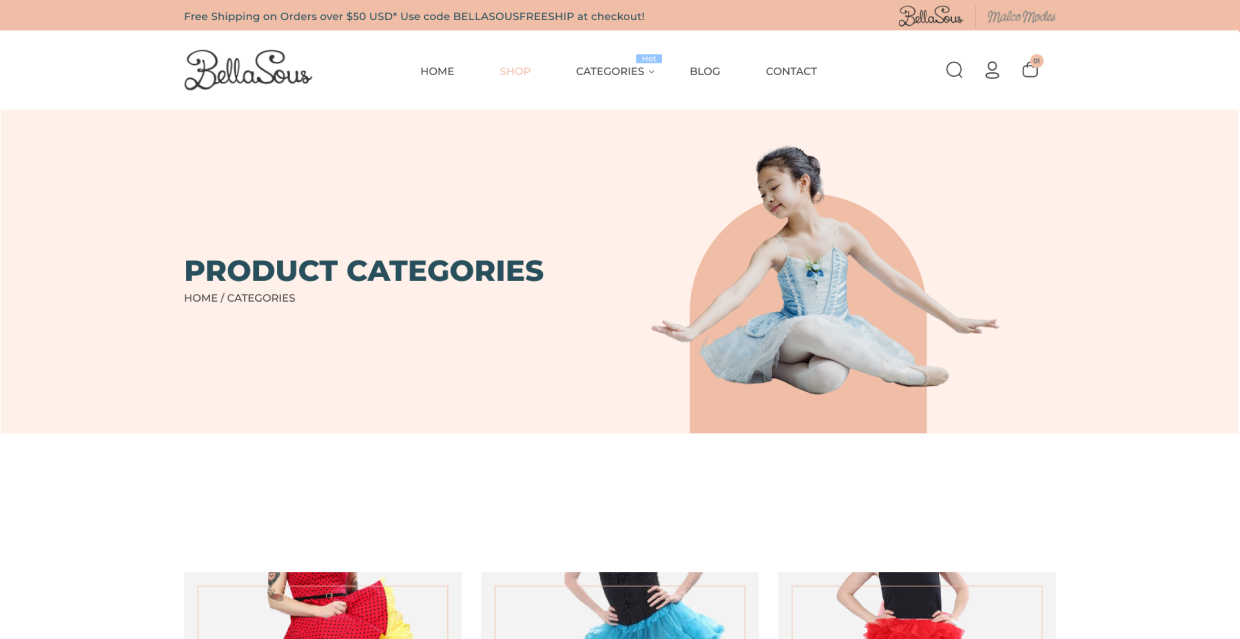 Free Shipping on Orders over $50 USD* Use code BELLASOUSFREESHIP at checkout!
BellaSous
Malco Modes
BellaSous
HOME
SHOP
CATEGORIES
Hot
BLOG
CONTACT
01
PRODUCT CATEGORIES
HOME / CATEGORIES